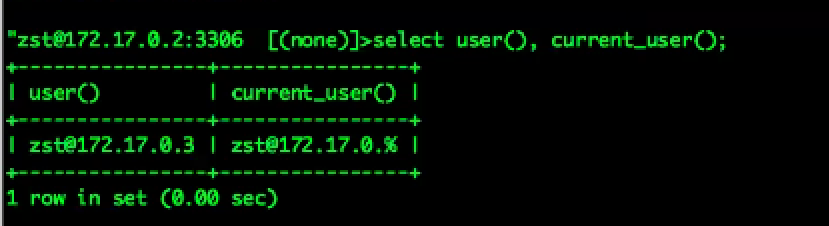 "zst@172.17.0.2:3306  [(none)]>select user(), current_user();
+----------------+----------------+
| user()         | current_user() |
+----------------+----------------+
| zst@172.17.0.3 | zst@172.17.0.% |
+----------------+----------------+
1 row in set (0.00 sec)